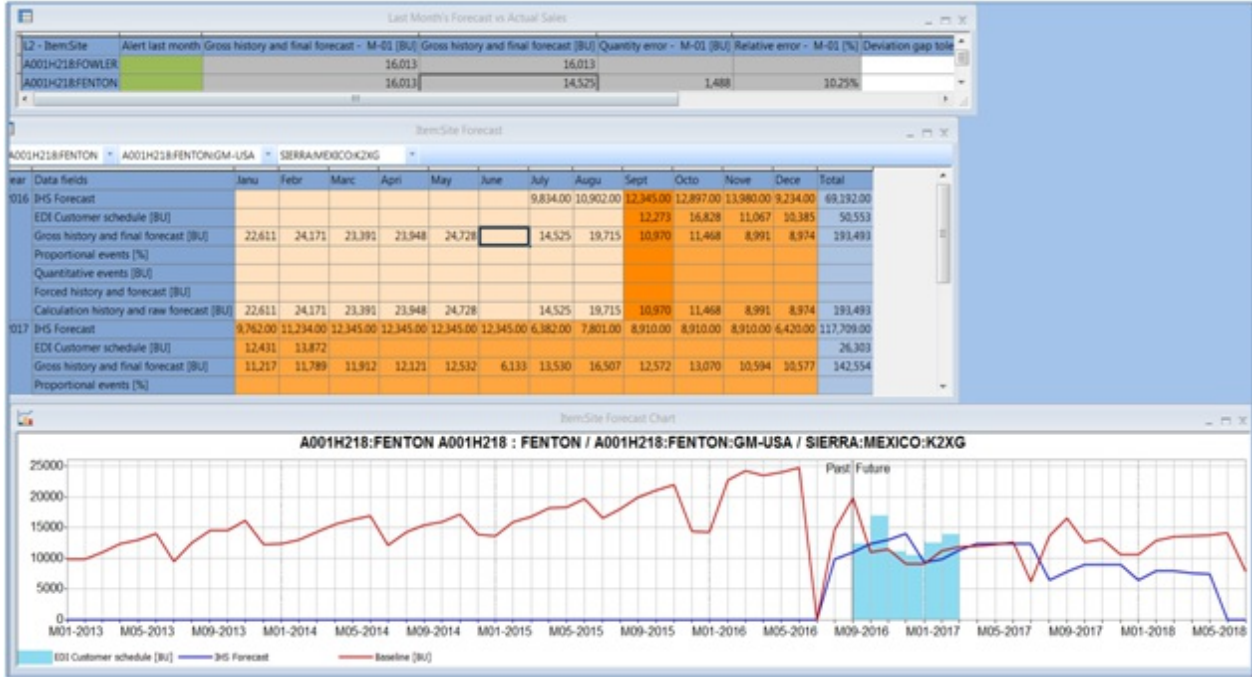 Last Month's Forecast vs Actual Sales
L2 - Item:Site Alert last month Gross history and final forecast - M-01 [BU] Gross history and final forecast [BU] Quantity error - M-01 [BU] Relative error - M-01 [%] Deviation gap tole
A001H218:FOWLER 16,013 16,013
A001H218:FENTON 16,013 14,525 1,488 10.25%
Item:Site Forecast
A001H218:FENTON A001H218:FENTON:GM-USA SIERRA:MEXICO:K2XG
ear Data fields Janu Febr Marc Apri May June July Augu Sept Octo Nove Dece Total
2016 IHS Forecast 9,834.00 10,902.00 12,345.00 12,897.00 13,980.00 9,234.00 69,192.00
EDI Customer schedule [BU] 12,273 16,828 11,067 10,385 50,553
Gross history and final forecast [BU] 22,611 24,171 23,391 23,948 24,728 14,525 19,715 10,970 11,468 8,991 8,974 193,493
Proportional events [%]
Quantitative events [BU]
Forced history and forecast [BU]
Calculation history and raw forecast [BU] 22,611 24,171 23,391 23,948 24,728 14,525 19,715 10,970 11,468 8,991 8,974 193,493
2017 IHS Forecast 9,762.00 11,234.00 12,345.00 12,345.00 12,345.00 12,345.00 6,382.00 7,801.00 8,910.00 8,910.00 8,910.00 6,420.00 117,709.00
EDI Customer schedule [BU] 12,431 13,872 26,303
Gross history and final forecast [BU] 11,217 11,789 11,912 12,121 12,532 6,133 13,530 16,507 12,572 13,070 10,594 10,577 142,554
Proportional events [%]
Item:Site Forecast Chart
A001H218:FENTON A001H218 : FENTON / A001H218:FENTON:GM-USA / SIERRA:MEXICO:K2XG
25000
Past Future
20000
15000
10000
5000
0
M01-2013 M05-2013 M09-2013 M01-2014 M05-2014 M09-2014 M01-2015 M05-2015 M09-2015 M01-2016 M05-2016 M09-2016 M01-2017 M05-2017 M09-2017 M01-2018 M05-2018
EDI Customer schedule [BU] IHS Forecast Baseline [BU]